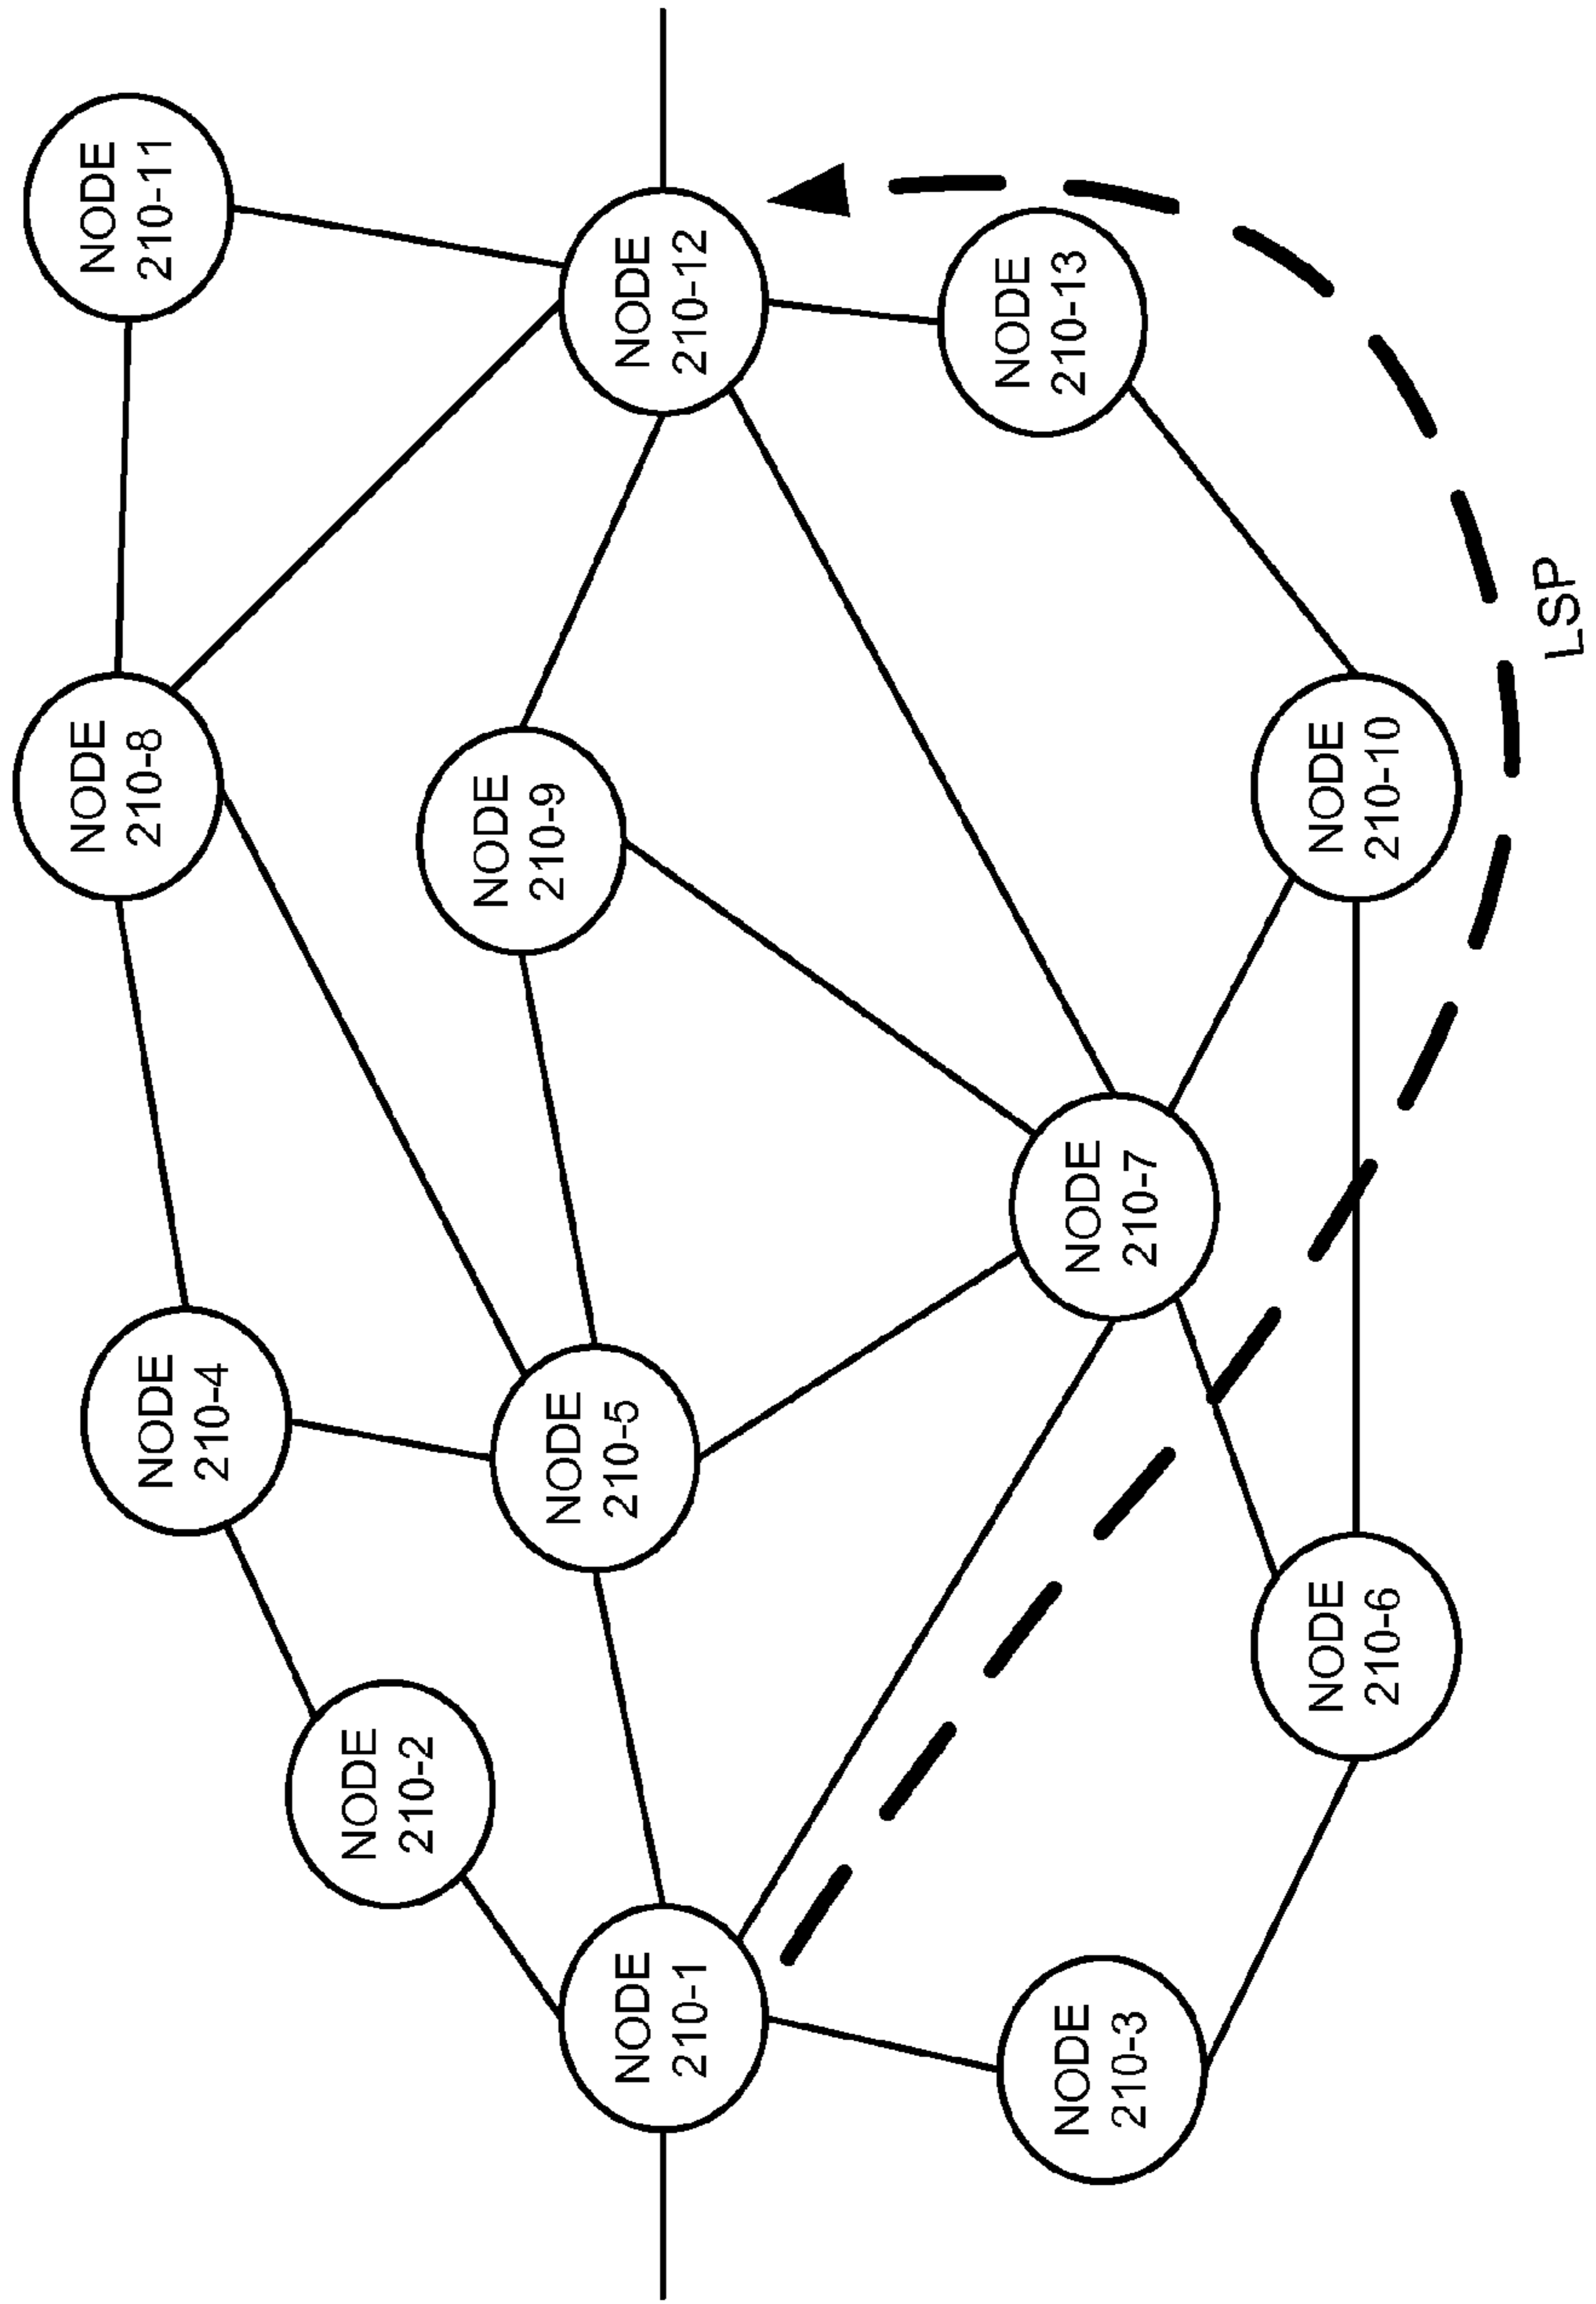 NODE
210-1
NODE
210-2
NODE
210-3
NODE
210-4
NODE
210-5
NODE
210-6
NODE
210-7
NODE
210-8
NODE
210-9
NODE
210-10
NODE
210-11
NODE
210-12
NODE
210-13
LSP